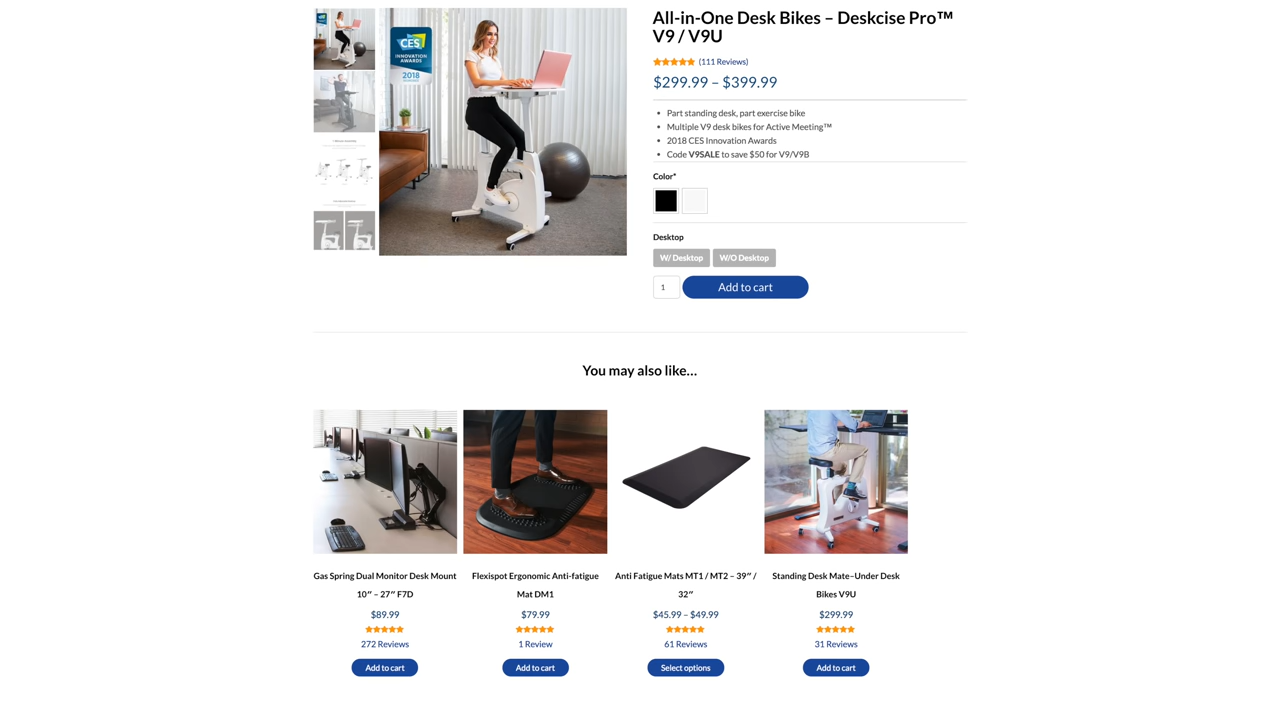 All-in-One Desk Bikes – Deskcise Pro™
V9 / V9U
(111 Reviews)
$299.99 – $399.99
Part standing desk, part exercise bike
Multiple V9 desk bikes for Active Meeting™
2018 CES Innovation Awards
Code V9SALE to save $50 for V9/V9B
Color*
Desktop
W/ Desktop
W/O Desktop
1
Add to cart
CES
INNOVATION
AWARDS
2018
You may also like…
Gas Spring Dual Monitor Desk Mount
10″ – 27″ F7D
$89.99
272 Reviews
Add to cart
Flexispot Ergonomic Anti-fatigue
Mat DM1
$79.99
1 Review
Add to cart
Anti Fatigue Mats MT1 / MT2 – 39″ /
32″
$45.99 – $49.99
61 Reviews
Select options
Standing Desk Mate–Under Desk
Bikes V9U
$299.99
31 Reviews
Add to cart